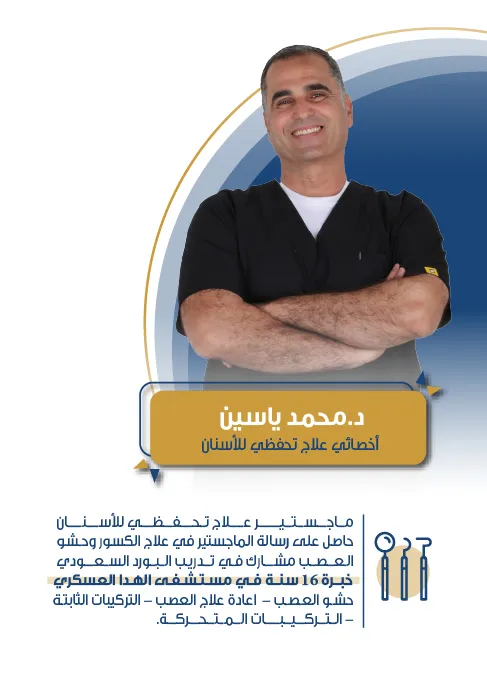 د.محمد ياسين
أخصائي علاج تحفظي للأسنان
ماجستير علاج تحفظي للأسنان
حاصل على رسالة الماجستير في علاج الكسور وحشو
العصب مشارك في تدريب البورد السعودي
خبرة 16 سنة في مستشفى الهدا العسكري
حشو العصب – اعادة علاج العصب – التركيبات الثابتة
– التركيبات المتحركة.